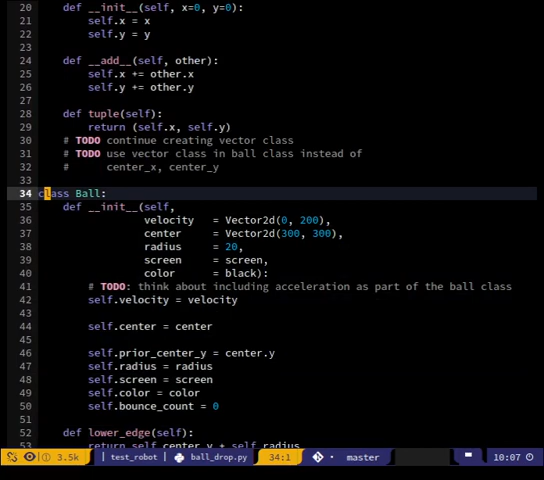 20 def __init__(self, x=0, y=0):
21 self.x = x
22 self.y = y
23
24 def __add__(self, other):
25 self.x += other.x
26 self.y += other.y
27
28 def tuple(self):
29 return (self.x, self.y)
30 # TODO continue creating vector class
31 # TODO use vector class in ball class instead of
32 # center_x, center_y
33
34 class Ball:
35 def __init__(self,
36 velocity = Vector2d(0, 200),
37 center = Vector2d(300, 300),
38 radius = 20,
39 screen = screen,
40 color = black):
41 # TODO: think about including acceleration as part of the ball class
42 self.velocity = velocity
43
44 self.center = center
45
46 self.prior_center_y = center.y
47 self.radius = radius
48 self.screen = screen
49 self.color = color
50 self.bounce_count = 0
51
52 def lower_edge(self):
53 return self.center_y + self.radius
3.5k | test_robot ball_drop.py 34:1 master 10:07